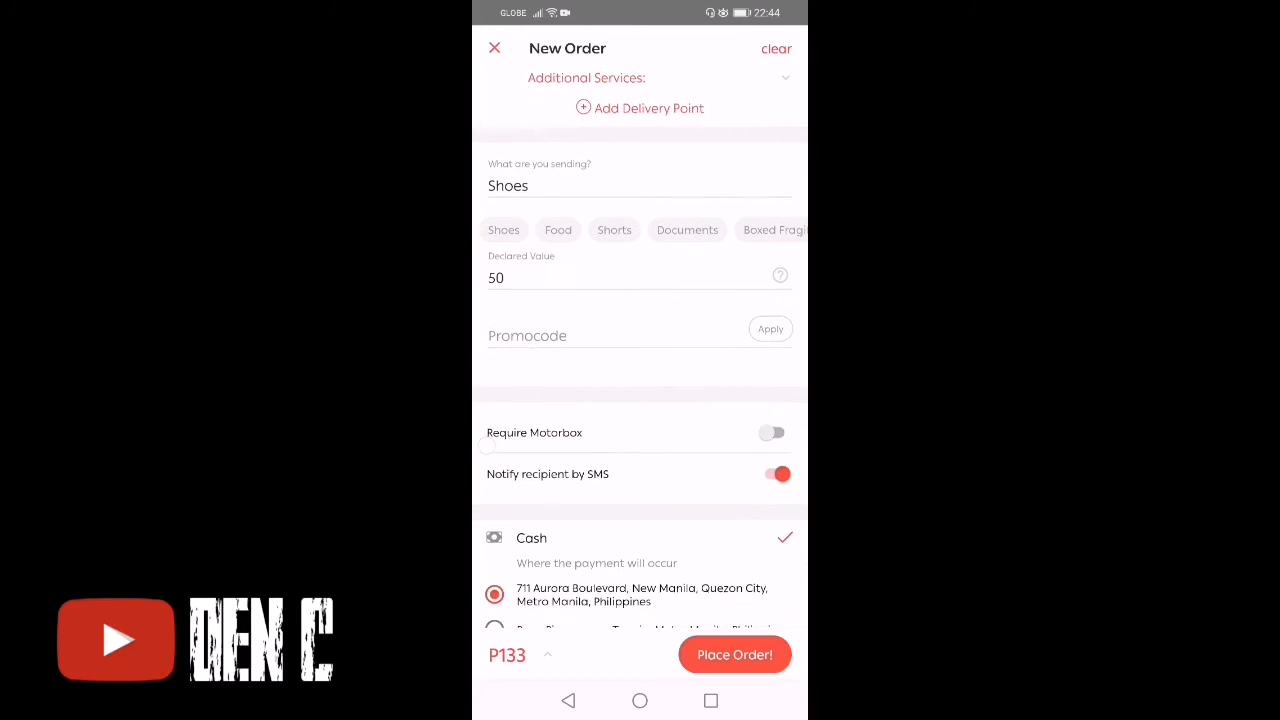 GLOBE
22:44
New Order
clear
Additional Services:
Add Delivery Point
What are you sending?
Shoes
Shoes Food Shorts Documents Boxed Fragi
Declared Value
50
Promocode
Apply
Require Motorbox
Notify recipient by SMS
Cash
Where the payment will occur
711 Aurora Boulevard, New Manila, Quezon City,
Metro Manila, Philippines
P133
Place Order!
DEN C